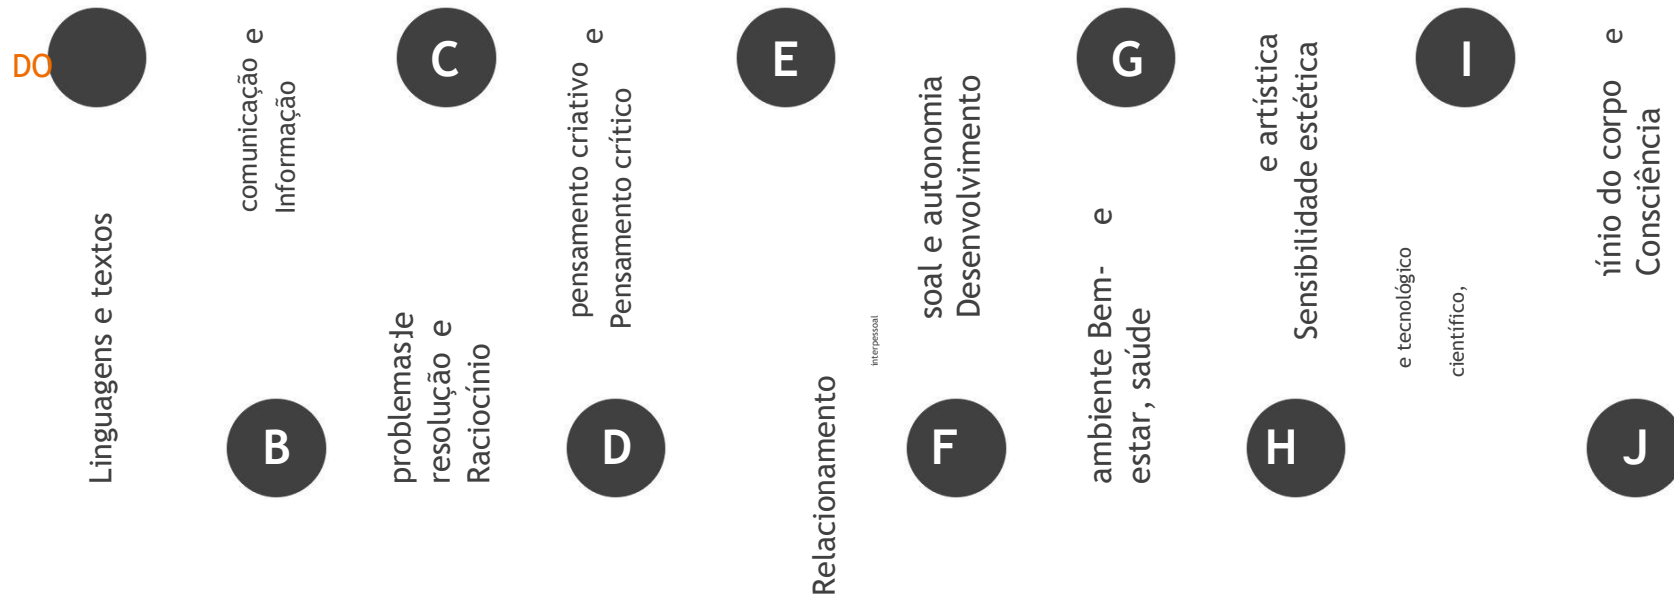 DO
Linguagens e textos
B
comunicação e
Informação
C
problemas de
resolução e
Raciocínio
D
pensamento criativo e
Pensamento crítico
E
Relacionamento
interpessoal
F
soal e autonomia
Desenvolvimento
G
ambiente Bem- e
estar, saúde
H
e artística
Sensibilidade estética
I
e tecnológico
científico,
J
ínio do corpo e
Consciência